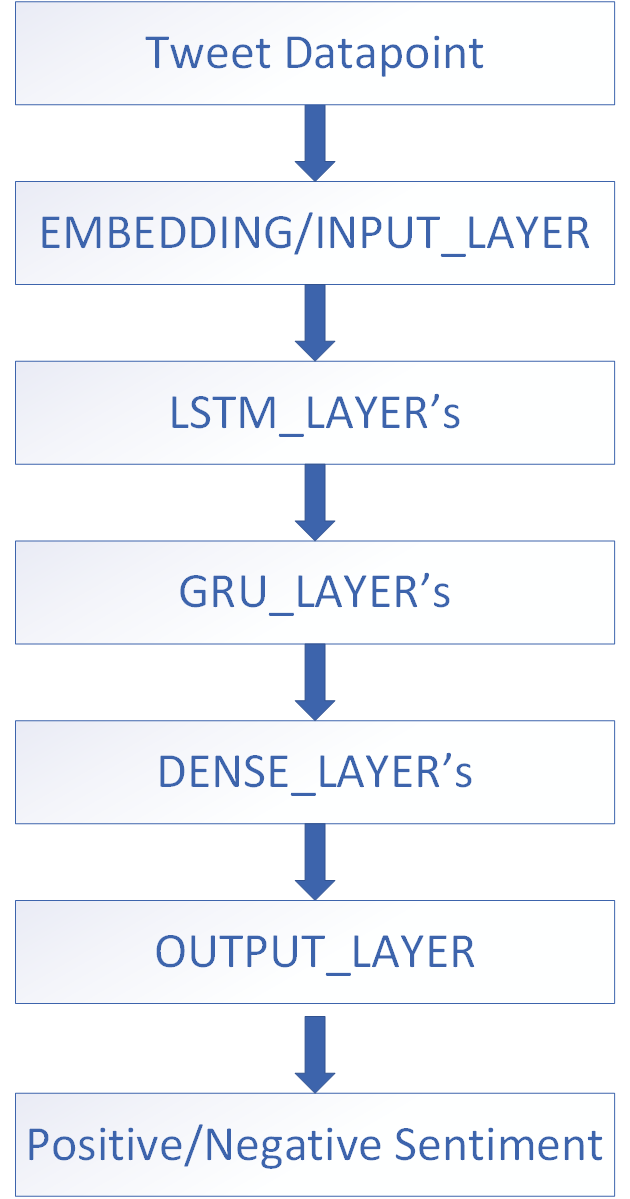 Tweet Datapoint
EMBEDDING/INPUT_LAYER
LSTM_LAYER’s
GRU_LAYER’s
DENSE_LAYER’s
OUTPUT_LAYER
Positive/Negative Sentiment